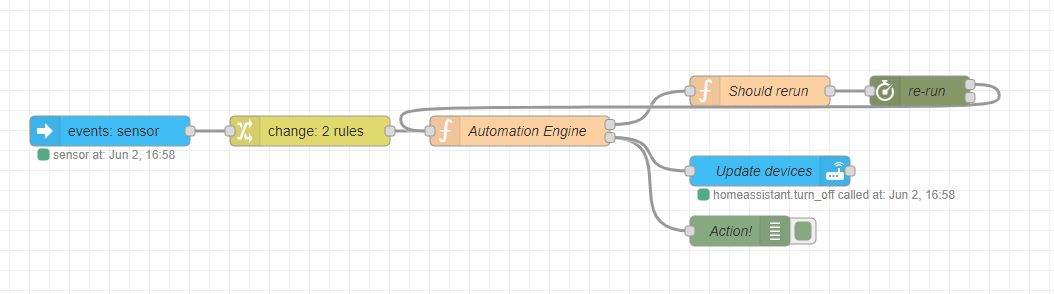 Should rerun
re-run
events: sensor
change: 2 rules
Automation Engine
sensor at: Jun 2, 16:58
Update devices
homeassistant.turn_off called at: Jun 2, 16:58
Action!